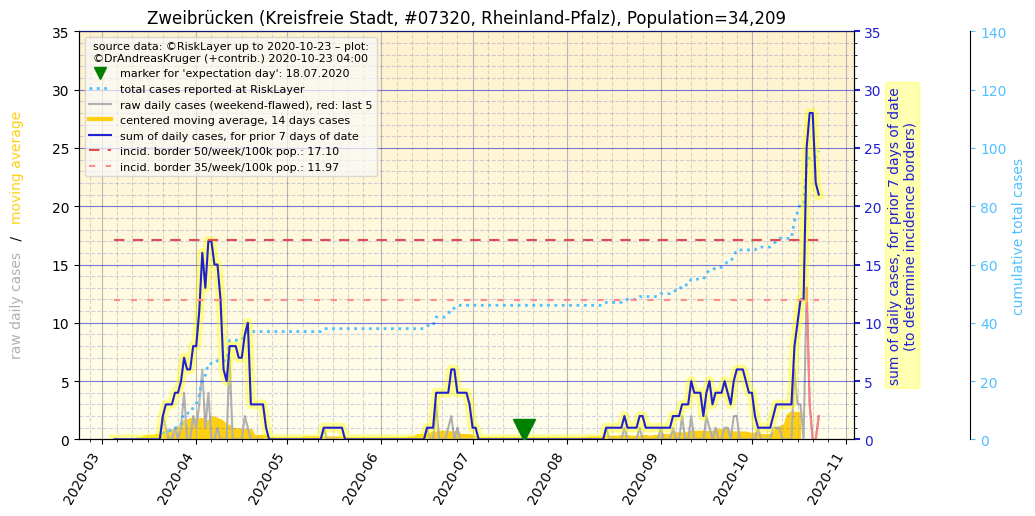 Zweibrücken (Kreisfreie Stadt, #07320, Rheinland-Pfalz), Population=34,209
source data: ©RiskLayer up to 2020-10-23 – plot:
©DrAndreasKruger (+contrib.) 2020-10-23 04:00
marker for 'expectation day': 18.07.2020
total cases reported at RiskLayer
raw daily cases (weekend-flawed), red: last 5
centered moving average, 14 days cases
sum of daily cases, for prior 7 days of date
incid. border 50/week/100k pop.: 17.10
incid. border 35/week/100k pop.: 11.97
raw daily cases / moving average
35
30
25
20
15
10
5
0
35
30
25
20
15
10
5
0
sum of daily cases, for prior 7 days of date
(to determine incidence borders)
140
120
100
80
60
40
20
0
cumulative total cases
2020-03
2020-04
2020-05
2020-06
2020-07
2020-08
2020-09
2020-10
2020-11